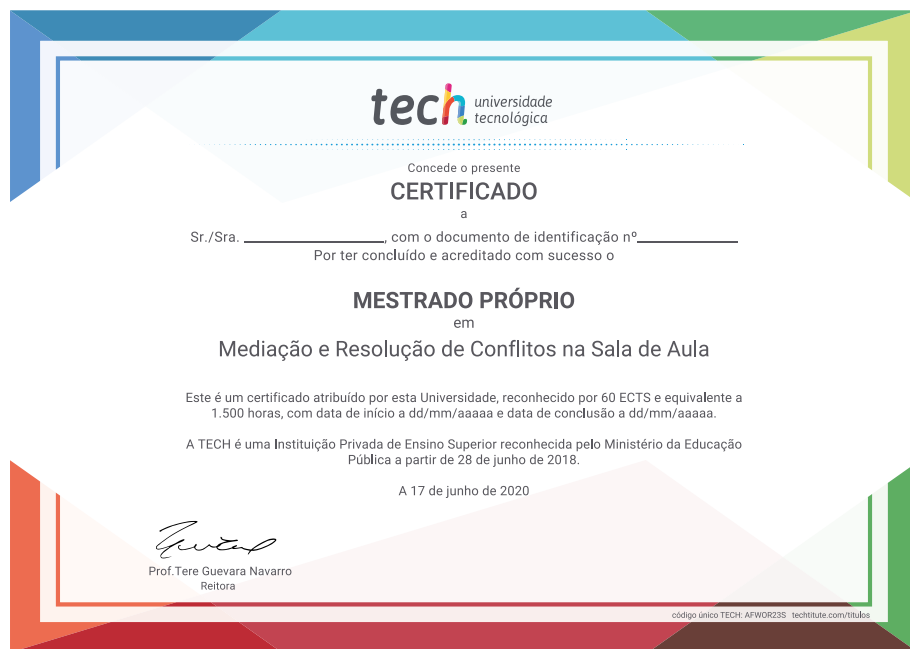 tech universidade
tecnológica
Concede o presente
CERTIFICADO
a
Sr./Sra. ____________, com o documento de identificação nº____________
Por ter concluído e acreditado com sucesso o
MESTRADO PRÓPRIO
em
Mediação e Resolução de Conflitos na Sala de Aula
Este é um certificado atribuído por esta Universidade, reconhecido por 60 ECTS e equivalente a
1.500 horas, com data de início a dd/mm/aaaaa e data de conclusão a dd/mm/aaaaa.
A TECH é uma Instituição Privada de Ensino Superior reconhecida pelo Ministério da Educação
Pública a partir de 28 de junho de 2018.
A 17 de junho de 2020
Prof.Tere Guevara Navarro
Reitora
código único TECH: AFWOR23S techtitute.com/titulos